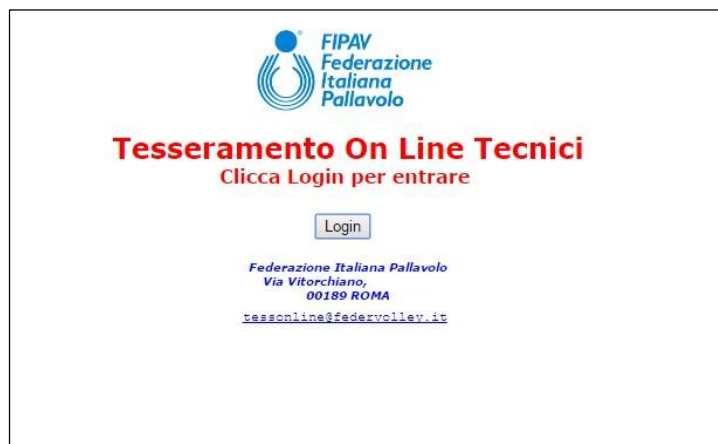 FIPAV
Federazione
Italiana
Pallavolo
Tesseramento On Line Tecnici
Clicca Login per entrare
Login
Federazione Italiana Pallavolo
Via Vitorchiano,
00189 ROMA
tessonline@federvolley.it